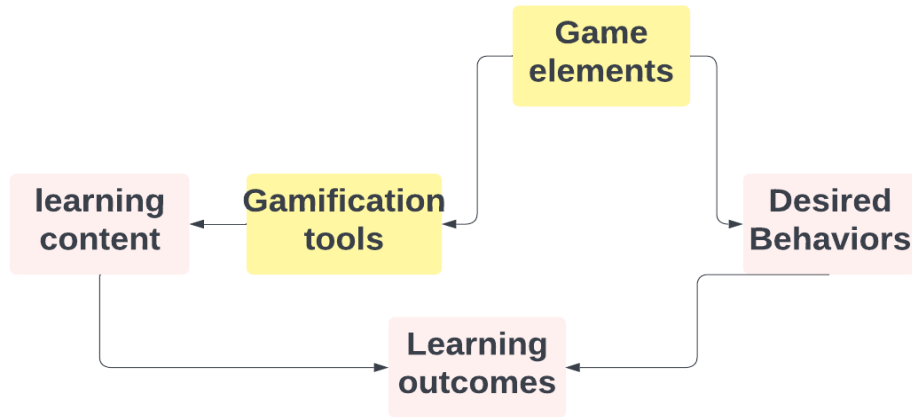 Game
elements
learning
content
Gamification
tools
Desired
Behaviors
Learning
outcomes